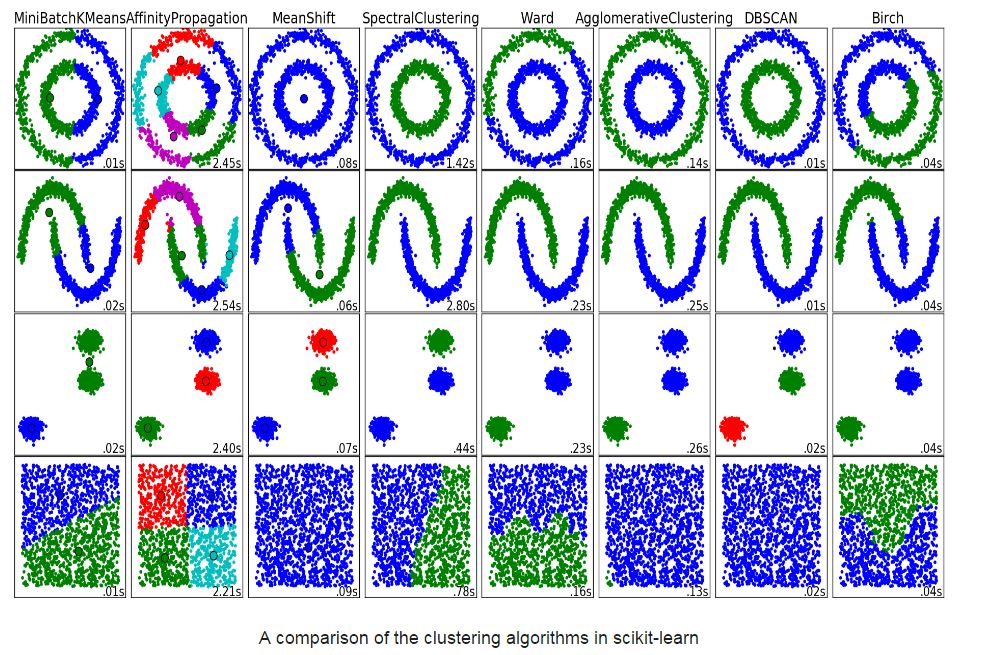 MiniBatchKMeans AffinityPropagation MeanShift SpectralClustering Ward AgglomerativeClustering DBSCAN Birch
.01s 2.45s .08s 1.42s .16s .14s .01s .04s
.02s 2.54s .06s 2.80s .23s .25s .01s .04s
.02s 2.40s .07s .44s .23s .26s .02s .04s
.01s 2.21s .09s .78s .16s .13s .02s .04s
A comparison of the clustering algorithms in scikit-learn